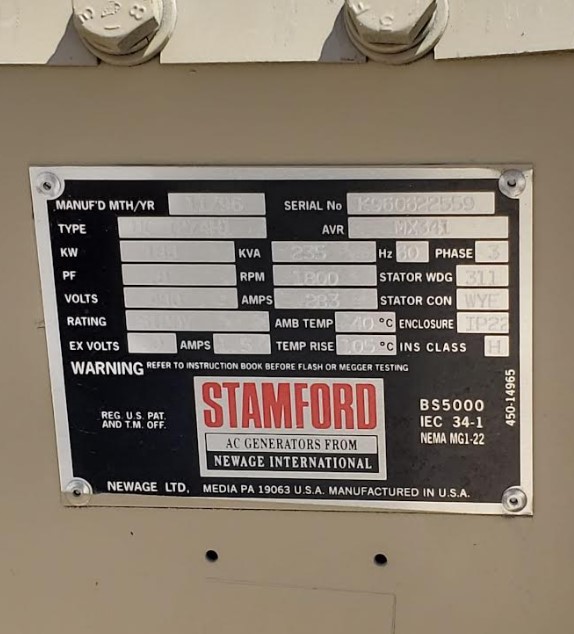 MANUF'D MTH/YR 11/96 SERIAL No K960622559
TYPE AVR MX341
KW KVA 235 Hz 60 PHASE 3
PF RPM 1800 STATOR WDG 311
VOLTS AMPS 283 STATOR CON WYE
RATING AMB TEMP 40 °C ENCLOSURE IP22
EX VOLTS AMPS TEMP RISE 105 °C INS CLASS H
WARNING REFER TO INSTRUCTION BOOK BEFORE FLASH OR MEGGER TESTING
REG. U.S. PAT.
AND T.M. OFF.
STAMFORD
AC GENERATORS FROM
NEWAGE INTERNATIONAL
BS5000
IEC 34-1
NEMA MG1-22
450-14965
NEWAGE LTD, MEDIA PA 19063 U.S.A. MANUFACTURED IN U.S.A.